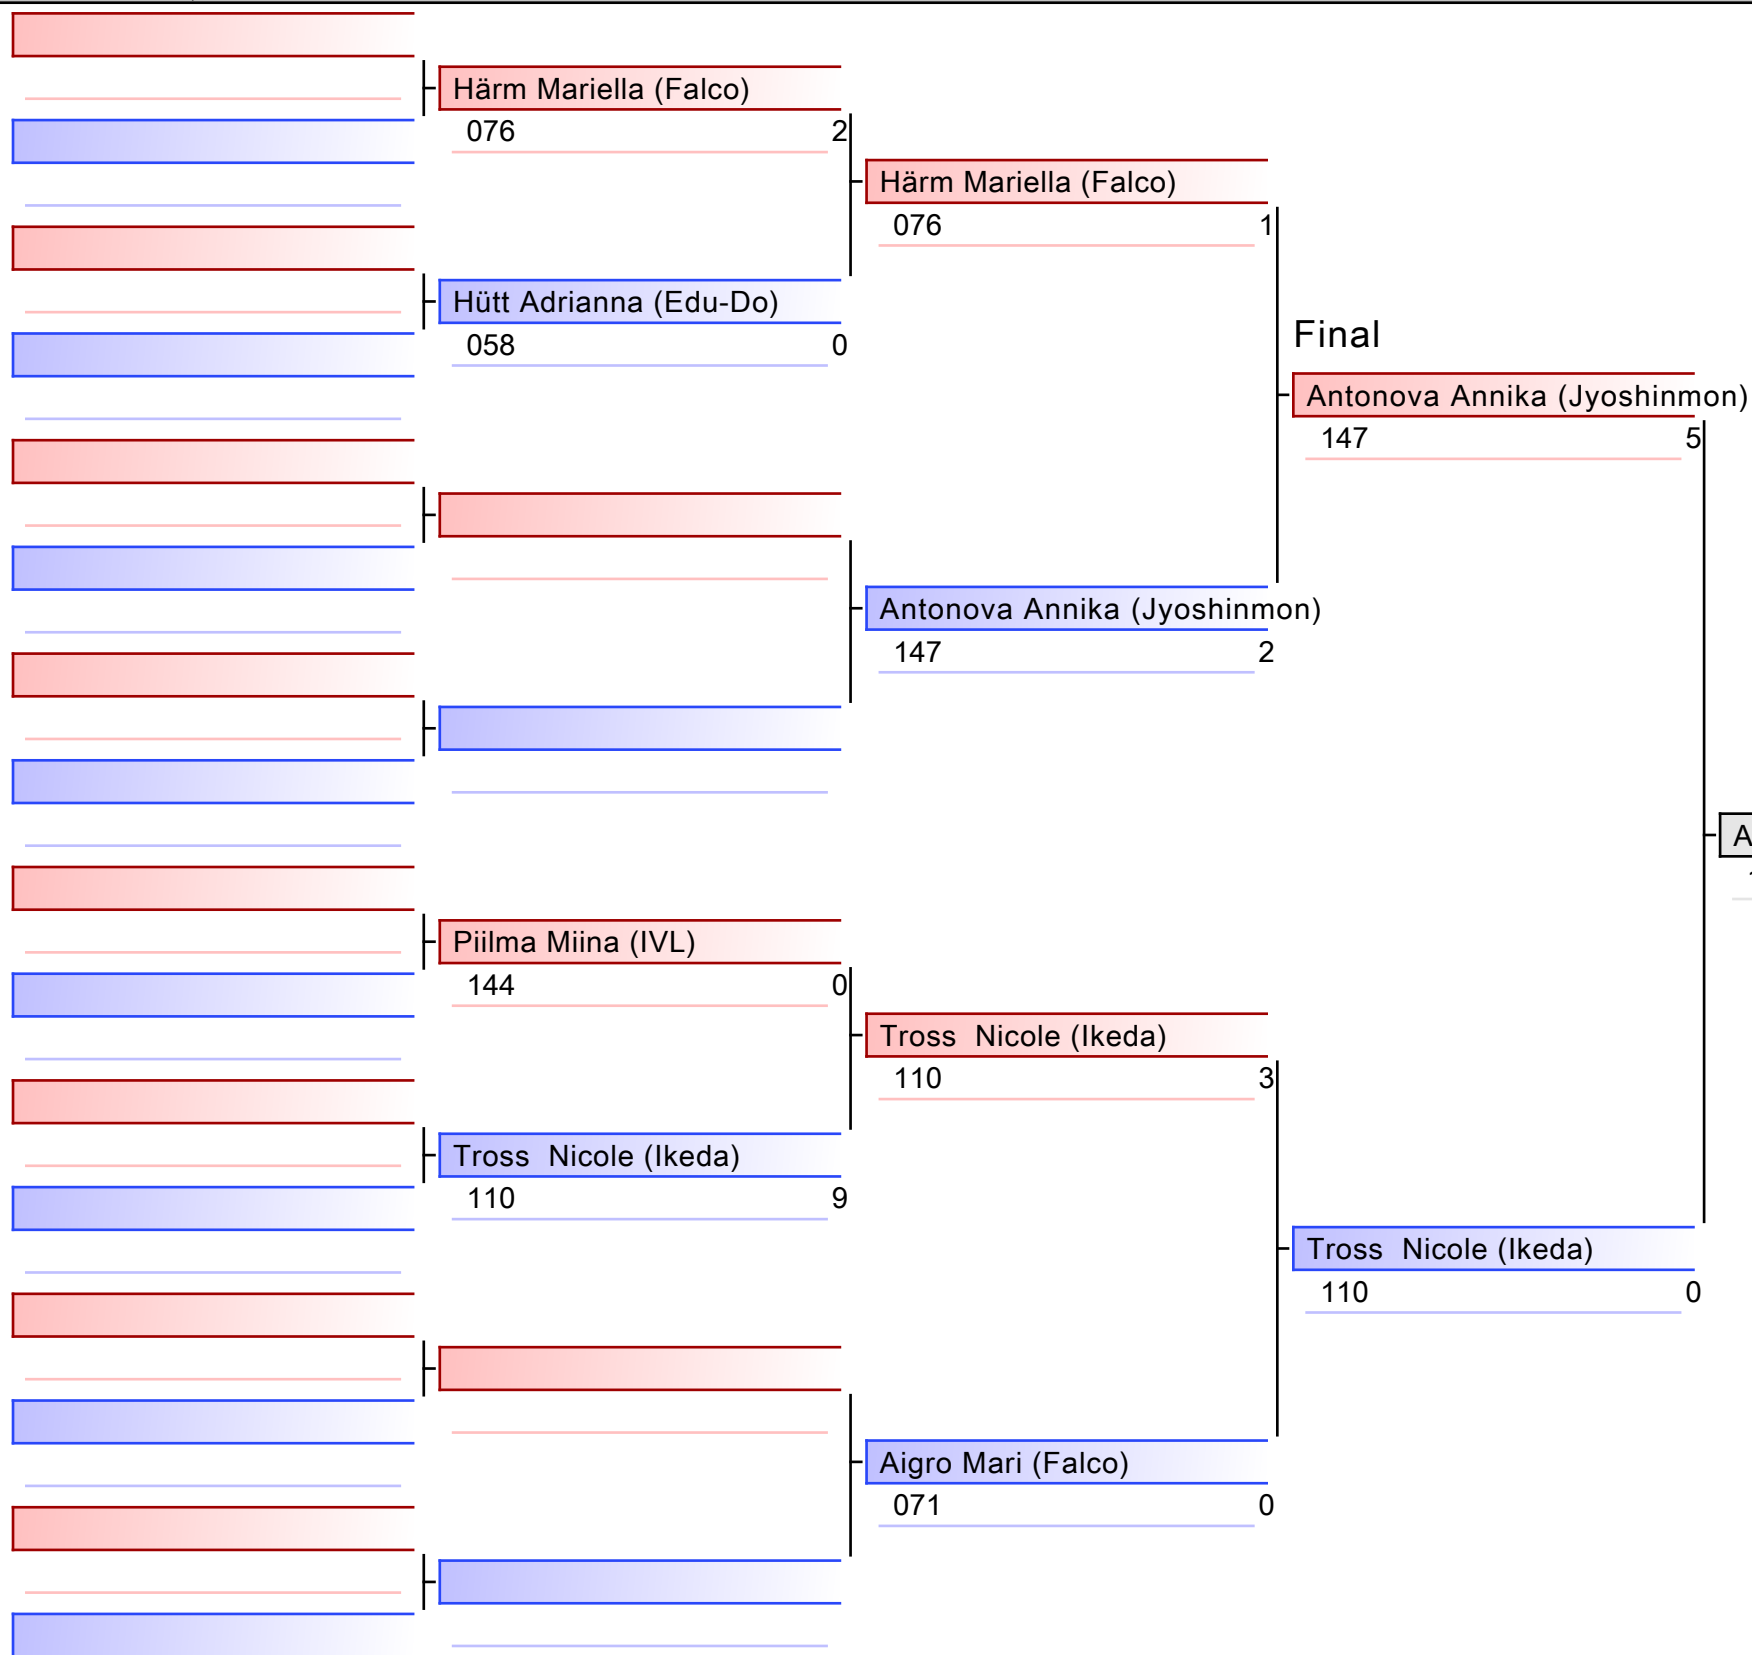 Härm Mariella (Falco)
076 2
Härm Mariella (Falco)
076 1
Hütt Adrianna (Edu-Do)
058 0
Final
Antonova Annika (Jyoshinmon)
147 5
Antonova Annika (Jyoshinmon)
147 2
A
Piilma Miina (IVL)
144 0
Tross Nicole (Ikeda)
110 3
Tross Nicole (Ikeda)
110 9
Tross Nicole (Ikeda)
110 0
Aigro Mari (Falco)
071 0